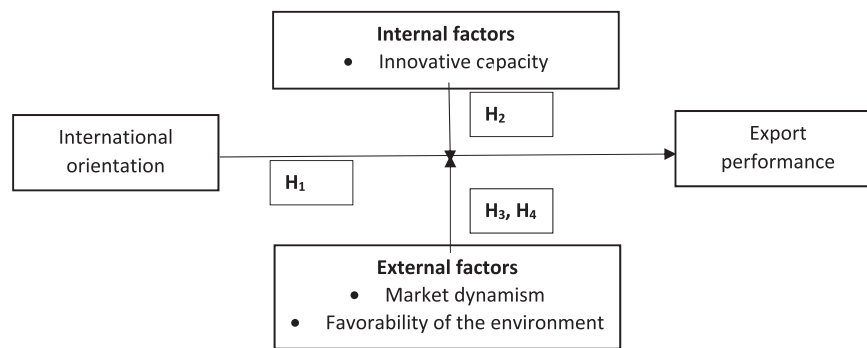 Internal factors
• Innovative capacity
H₂
International
orientation
Export
performance
H₁
H₃, H₄
External factors
• Market dynamism
• Favorability of the environment